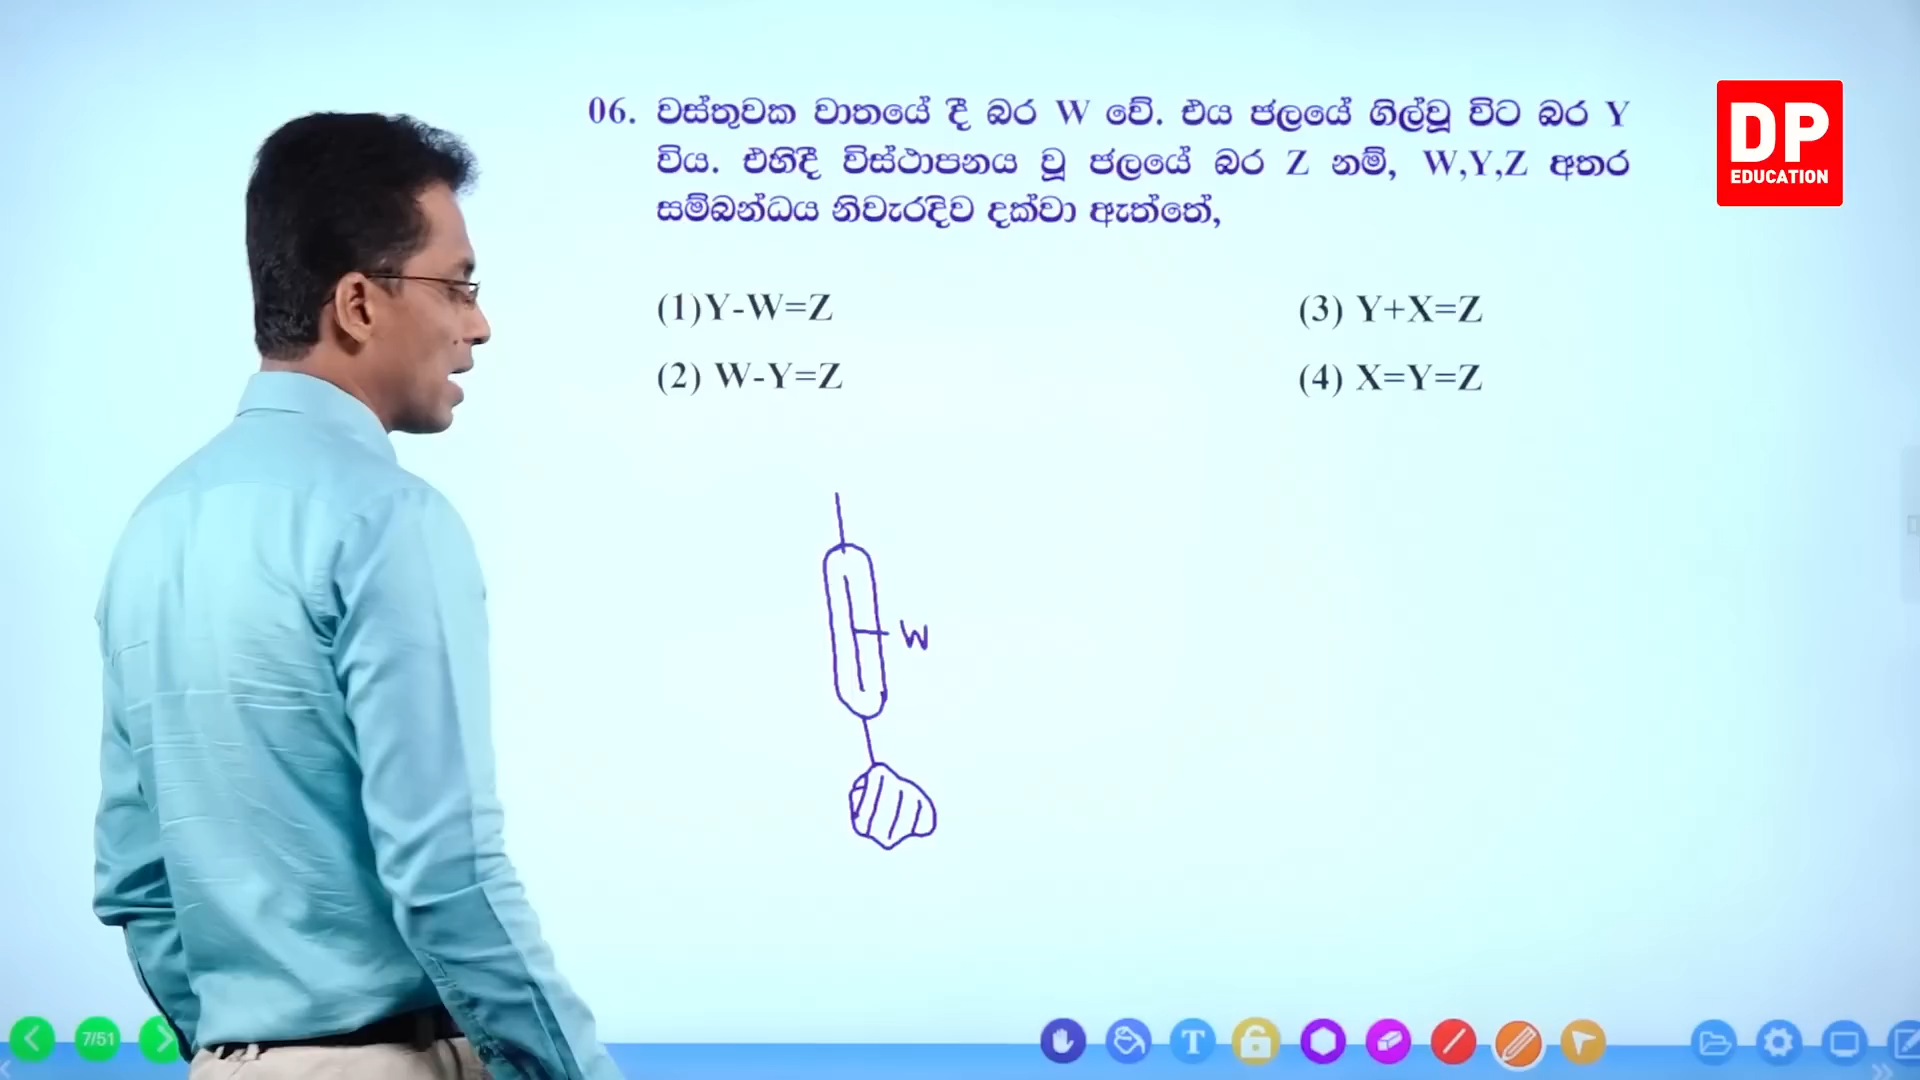 06. වස්තුවක වාතයේ දී බර W වේ. එය ජලයේ ගිල්වූ විට බර Y
විය. එහිදී විස්ථාපනය වූ ජලයේ බර Z නම්, W,Y,Z අතර
සම්බන්ධය නිවැරදිව දක්වා ඇත්තේ,
(1)Y-W=Z
(3) Y+X=Z
(2) W-Y=Z
(4) X=Y=Z
W
DP
EDUCATION
7/51
T